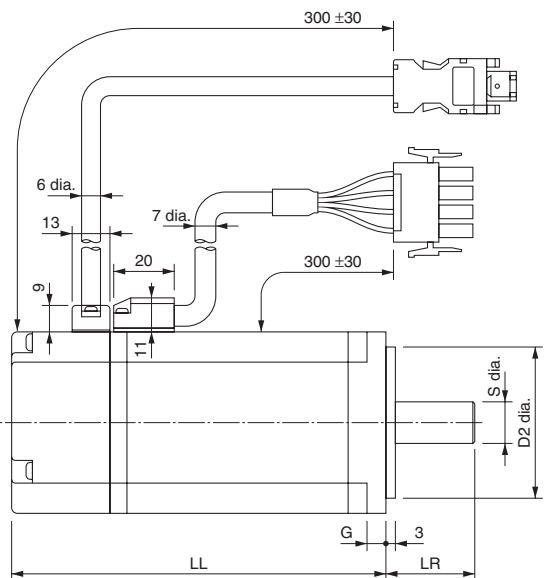 300 ±30
6 dia.
7 dia.
13
20
300 ±30
9
11
S dia.
D2 dia.
G
3
LL
LR